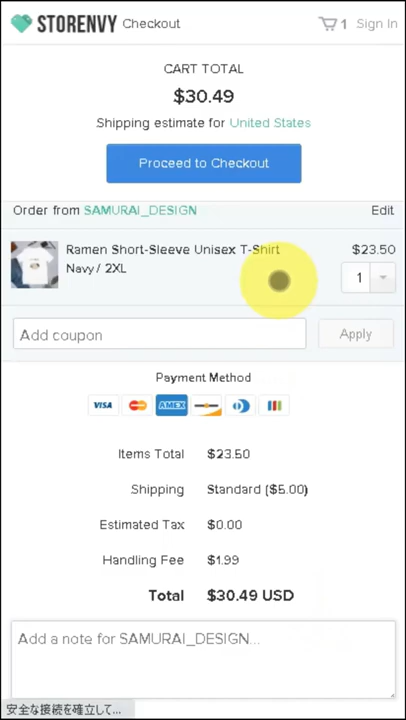 STORENVY Checkout 1 Sign In
CART TOTAL
$30.49
Shipping estimate for United States
Proceed to Checkout
Order from SAMURAI_DESIGN Edit
Ramen Short-Sleeve Unisex T-Shirt $23.50
Navy / 2XL 1
Add coupon Apply
Payment Method
VISA AMEX
Items Total $23.50
Shipping Standard ($5.00)
Estimated Tax $0.00
Handling Fee $1.99
Total $30.49 USD
Add a note for SAMURAI_DESIGN...
安全な接続を確立して...